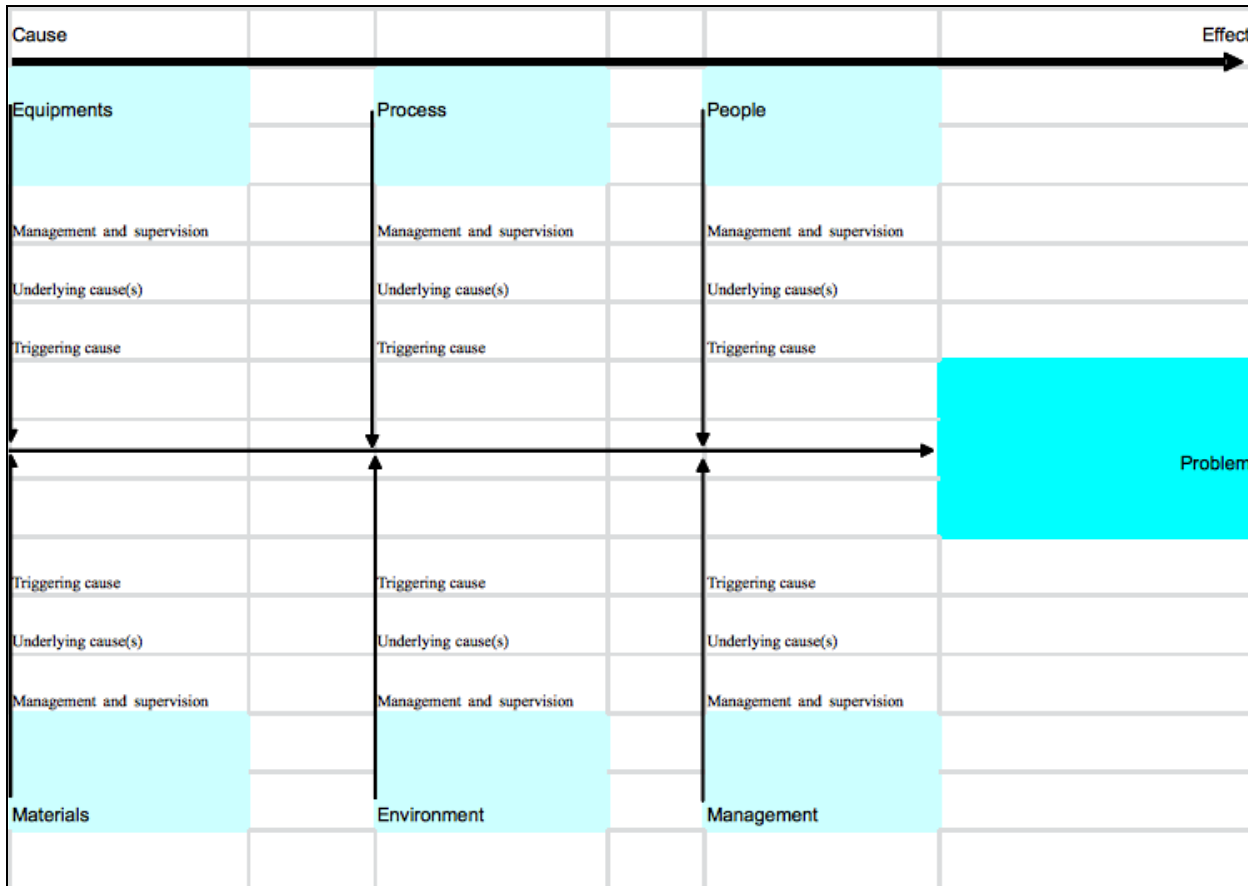 Cause Effect
Equipments Process People
Management and supervision Management and supervision Management and supervision
Underlying cause(s) Underlying cause(s) Underlying cause(s)
Triggering cause Triggering cause Triggering cause
Problem
Triggering cause Triggering cause Triggering cause
Underlying cause(s) Underlying cause(s) Underlying cause(s)
Management and supervision Management and supervision Management and supervision
Materials Environment Management